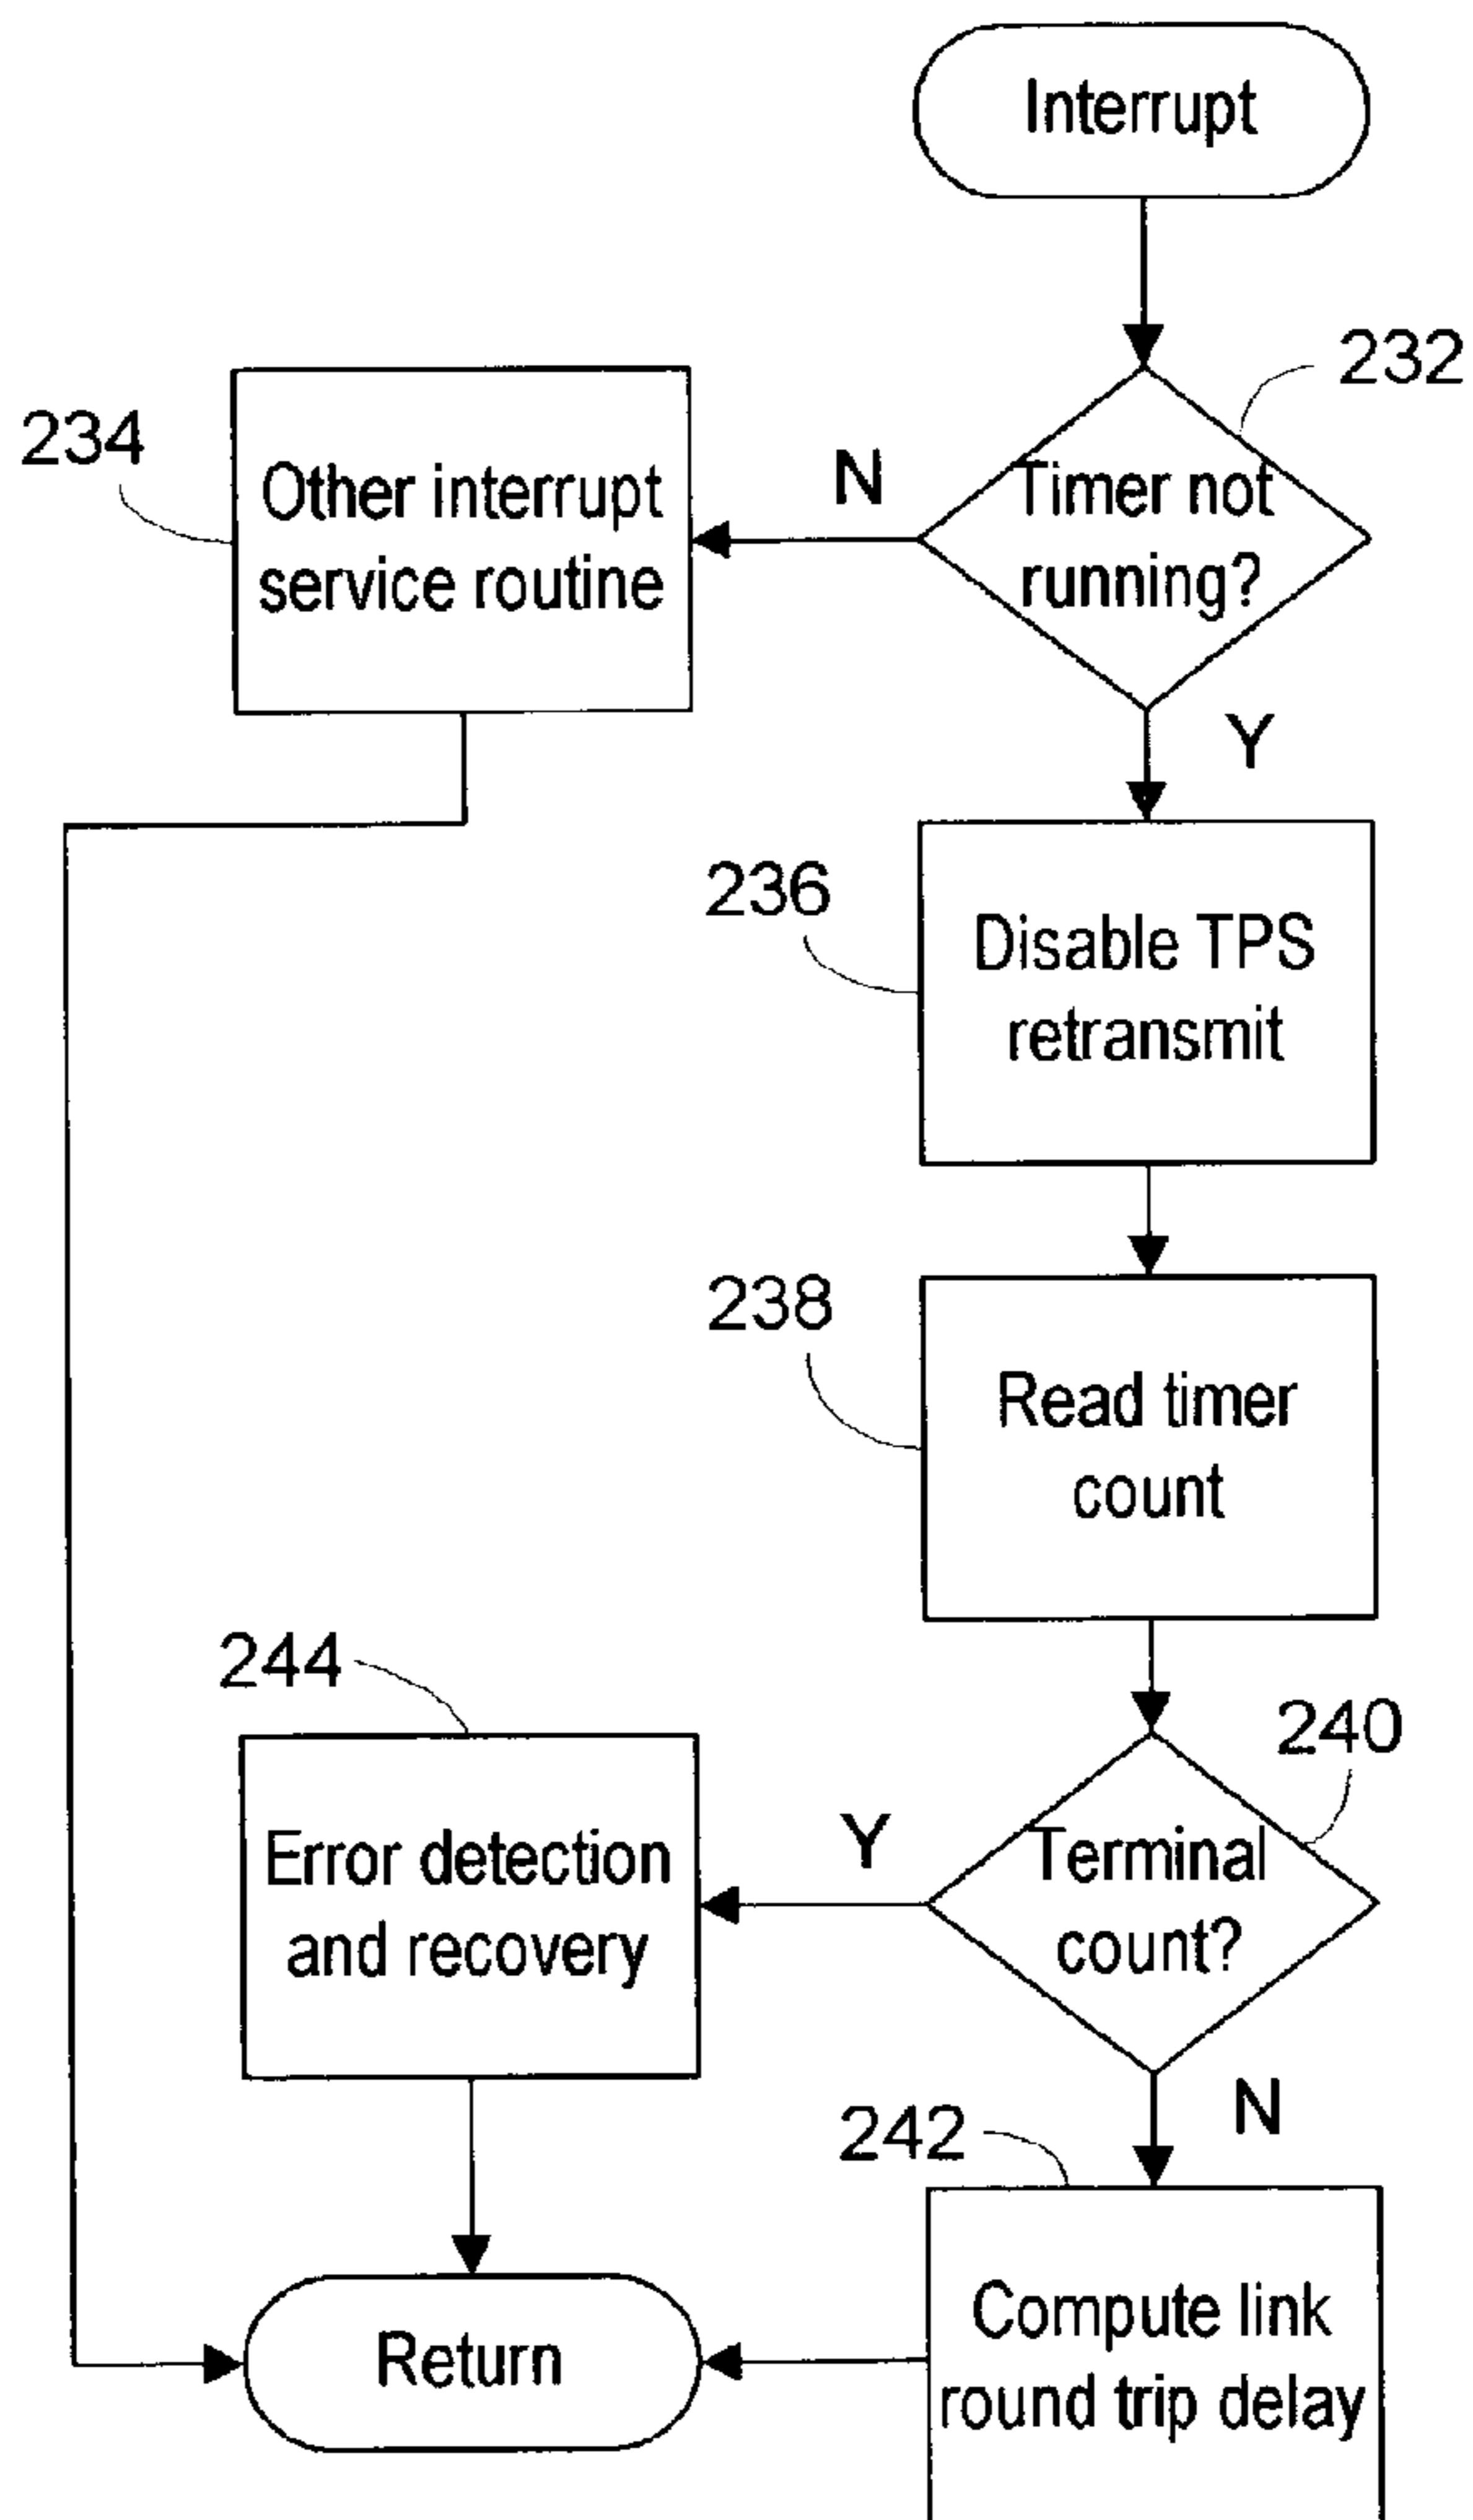 Interrupt
232
234
Other interrupt
service routine
N
Timer not
running?
Y
236
Disable TPS
retransmit
238
Read timer
count
244
240
Error detection
and recovery
Y
Terminal
count?
N
242
Return
Compute link
round trip delay